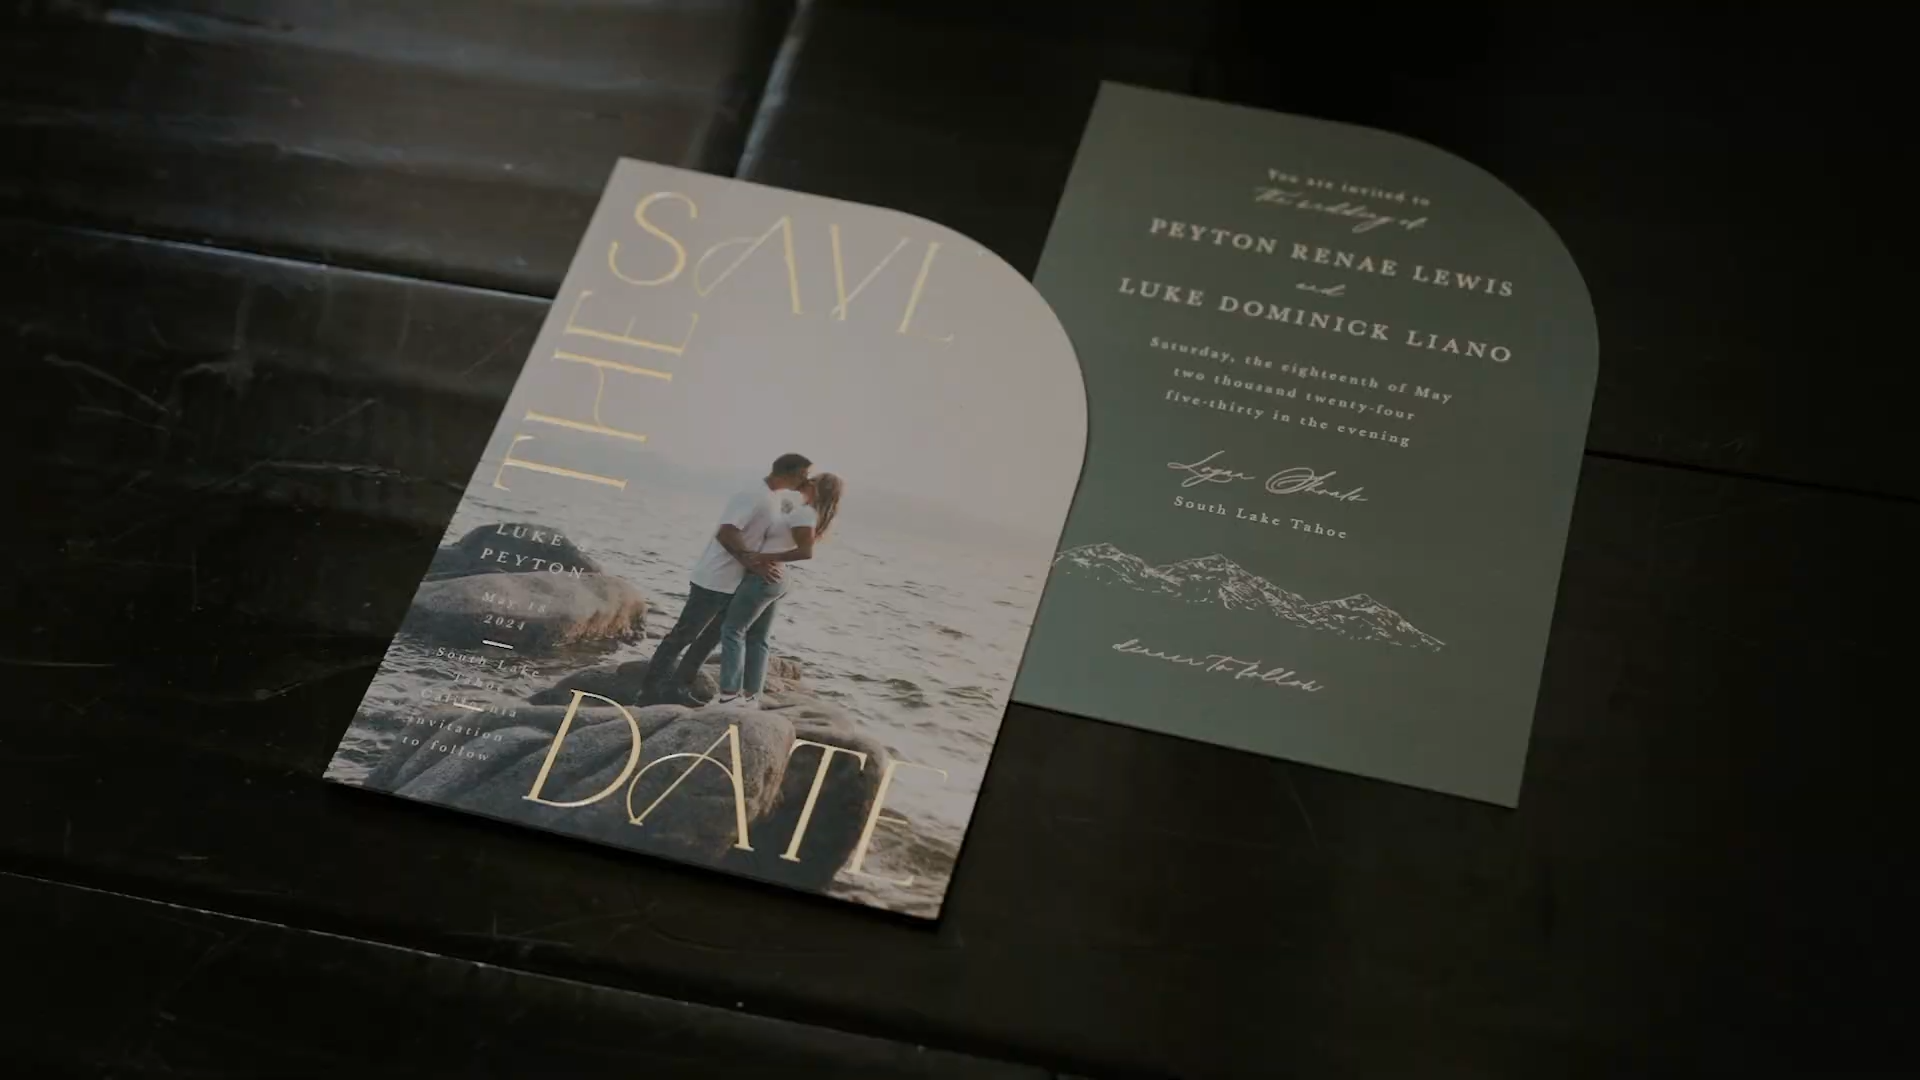 SAVE
THE
DATE
LUKE
PEYTON
May 18
2024
South Lake
Tahoe
California
invitation
to follow
You are invited to
the wedding of
PEYTON RENAE LEWIS
and
LUKE DOMINICK LIANO
Saturday, the eighteenth of May
two thousand twenty-four
five-thirty in the evening
Logan Shoals
South Lake Tahoe
dinner to follow